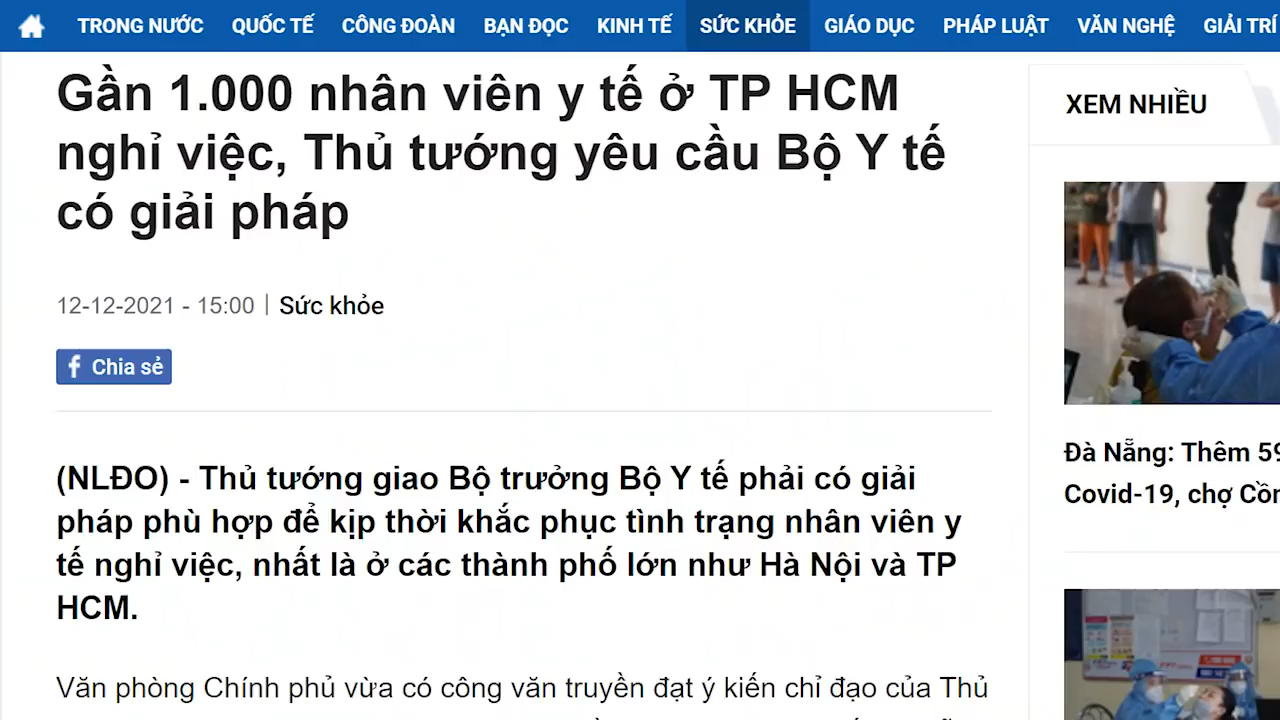 TRONG NƯỚC QUỐC TẾ CÔNG ĐOÀN BẠN ĐỌC KINH TẾ SỨC KHỎE GIÁO DỤC PHÁP LUẬT VĂN NGHỆ GIẢI TRÍ
Gần 1.000 nhân viên y tế ở TP HCM
nghỉ việc, Thủ tướng yêu cầu Bộ Y tế
có giải pháp
12-12-2021 - 15:00 | Sức khỏe
Chia sẻ
(NLĐO) - Thủ tướng giao Bộ trưởng Bộ Y tế phải có giải
pháp phù hợp để kịp thời khắc phục tình trạng nhân viên y
tế nghỉ việc, nhất là ở các thành phố lớn như Hà Nội và TP
HCM.
Văn phòng Chính phủ vừa có công văn truyền đạt ý kiến chỉ đạo của Thủ
XEM NHIỀU
Đà Nẵng: Thêm 59
Covid-19, chợ Cồn